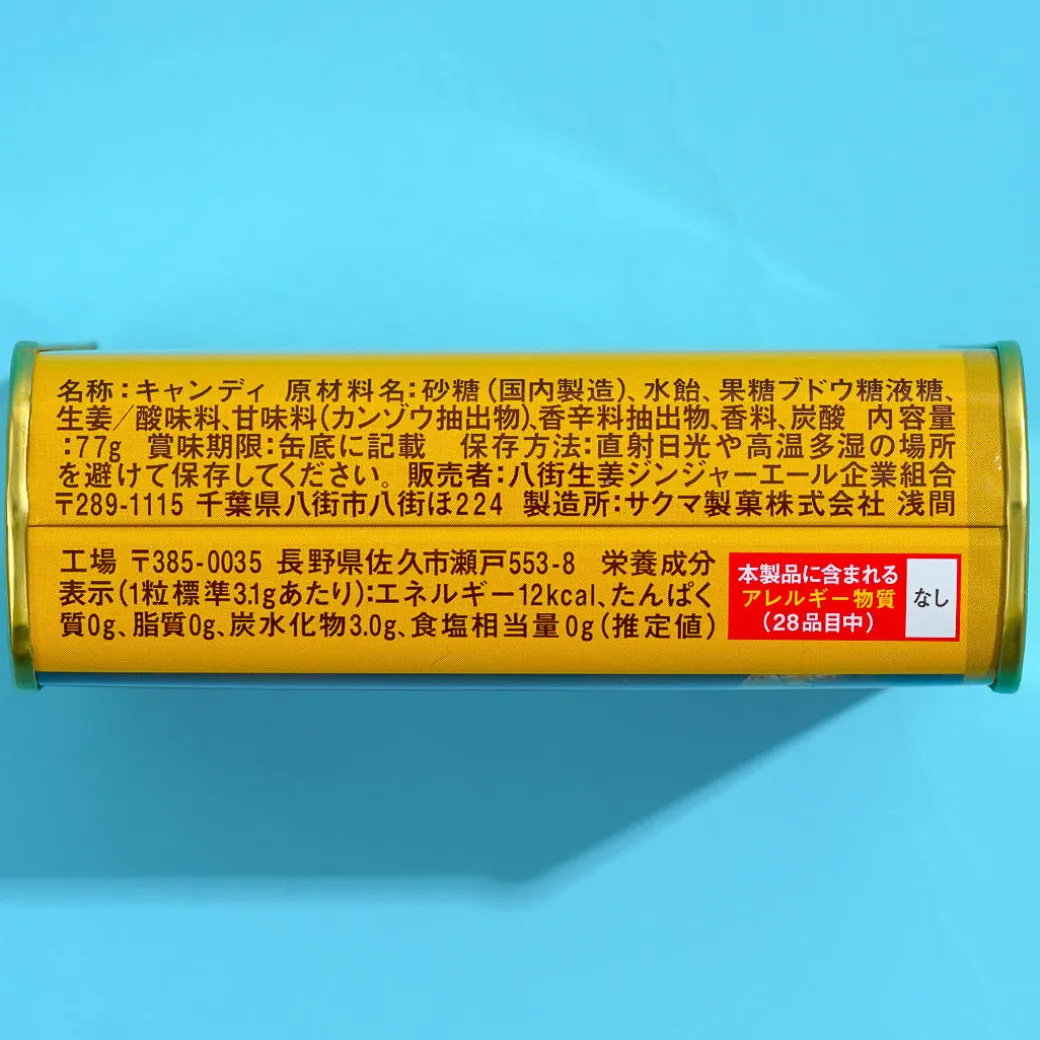 名称:キャンディ 原材料名:砂糖(国内製造)、水飴、果糖ブドウ糖液糖、
生姜/酸味料、甘味料(カンゾウ抽出物)、香辛料抽出物、香料、炭酸 内容量
:77g 賞味期限:缶底に記載 保存方法:直射日光や高温多湿の場所
を避けて保存してください。販売者:八街生姜ジンジャーエール企業組合
〒289-1115 千葉県八街市八街ほ224 製造所:サクマ製菓株式会社 浅間
工場 〒385-0035 長野県佐久市瀬戸553-8 栄養成分
表示(1粒標準3.1gあたり):エネルギー12kcal、たんぱく
質0g、脂質0g、炭水化物3.0g、食塩相当量0g(推定値)
本製品に含まれる
アレルギー物質
(28品目中)
なし